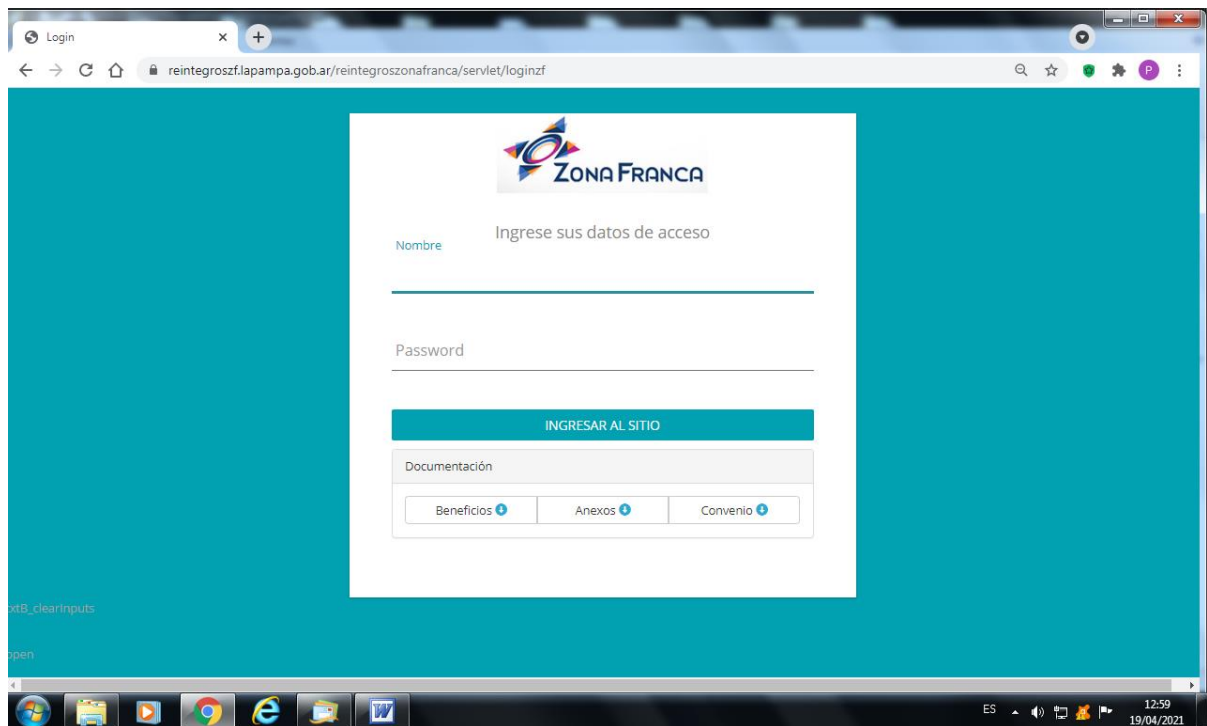 Login
reintegroszf.lapampa.gob.ar/reintegroszonafranca/servlet/loginzf
P
ZONA FRANCA
Ingrese sus datos de acceso
Nombre
Password
INGRESAR AL SITIO
Documentación
Beneficios
Anexos
Convenio
xtB_clearInputs
open
ES
12:59
19/04/2021